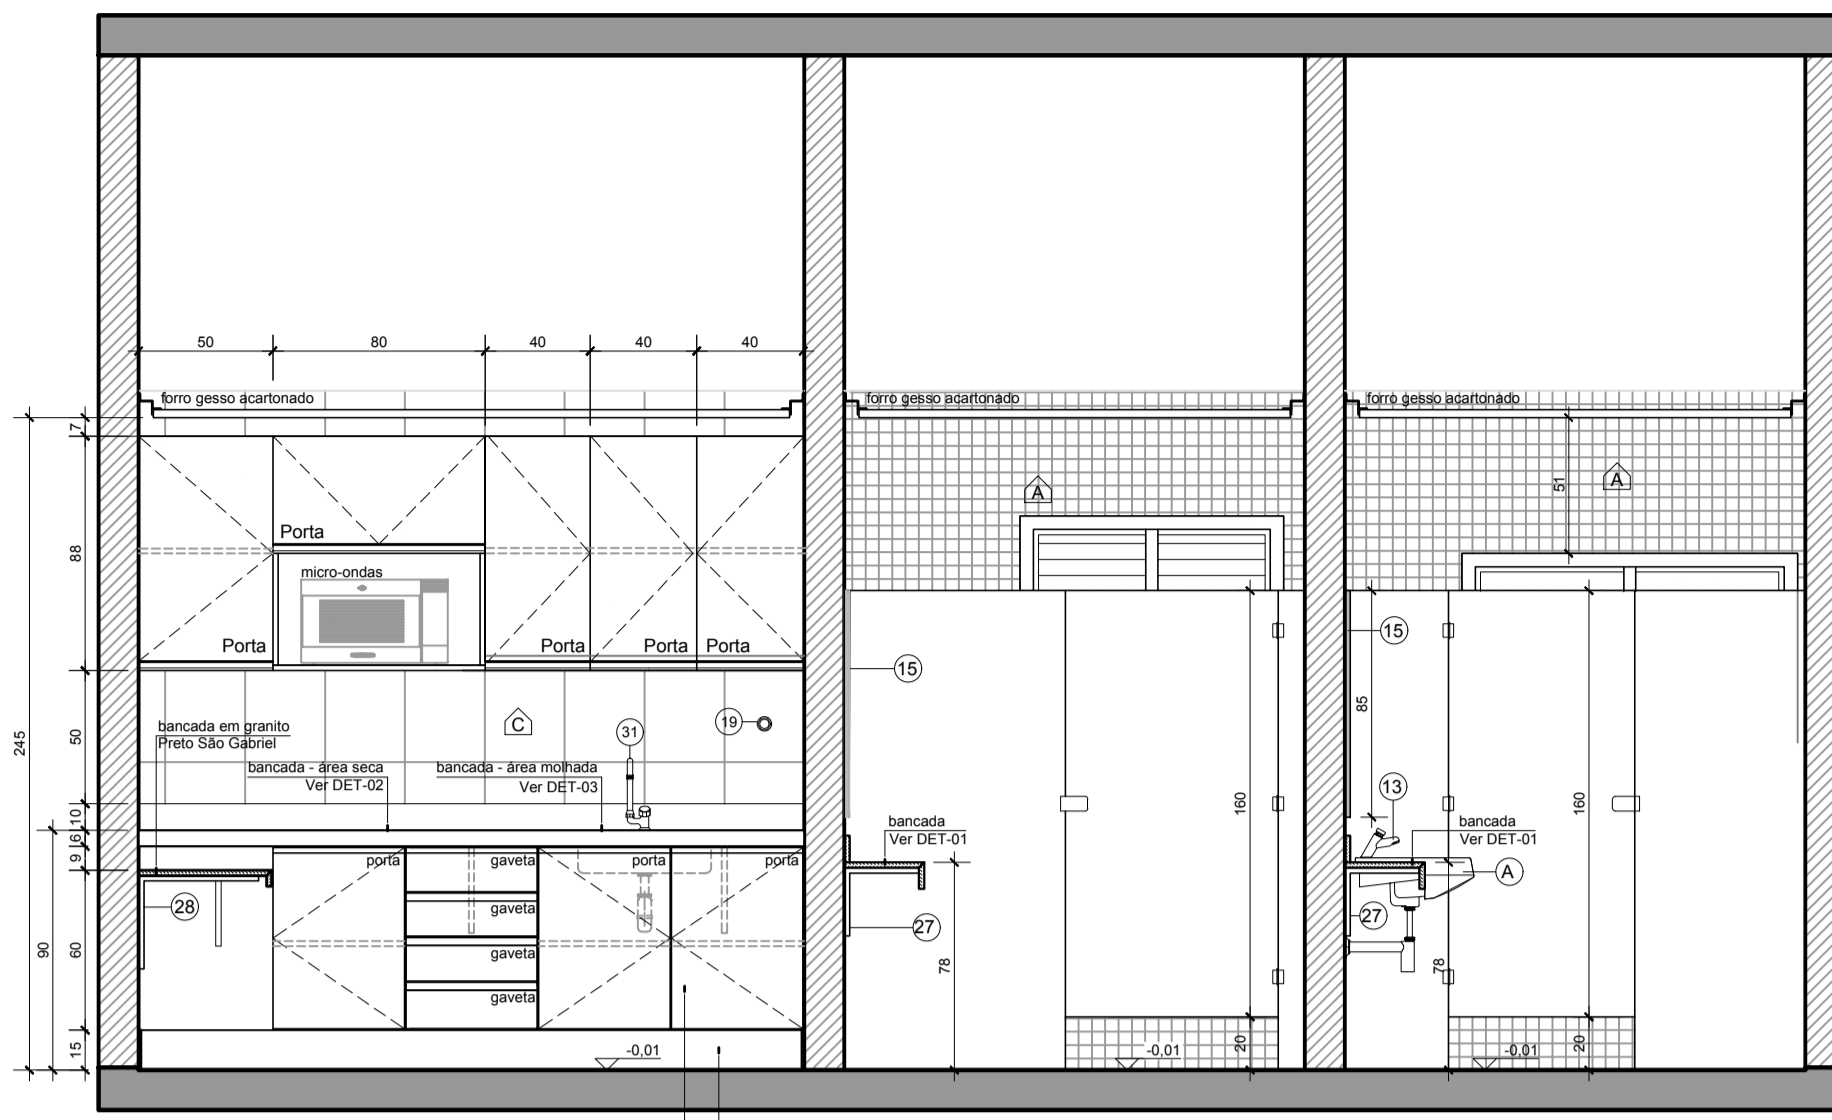 50 80 40 40 40
forro gesso acartonado
forro gesso acartonado
forro gesso acartonado
7
51
A
A
Porta
88
micro-ondas
Porta
Porta
Porta
Porta
15
15
85
C
19
31
bancada em granito
Preto São Gabriel
245
50
bancada - área seca
Ver DET-02
bancada - área molhada
Ver DET-03
13
160
160
10
6
9
bancada
Ver DET-01
bancada
Ver DET-01
porta
gaveta
porta
porta
A
28
gaveta
27
27
90
60
gaveta
78
78
gaveta
15
-0,01
-0,01
20
-0,01
20